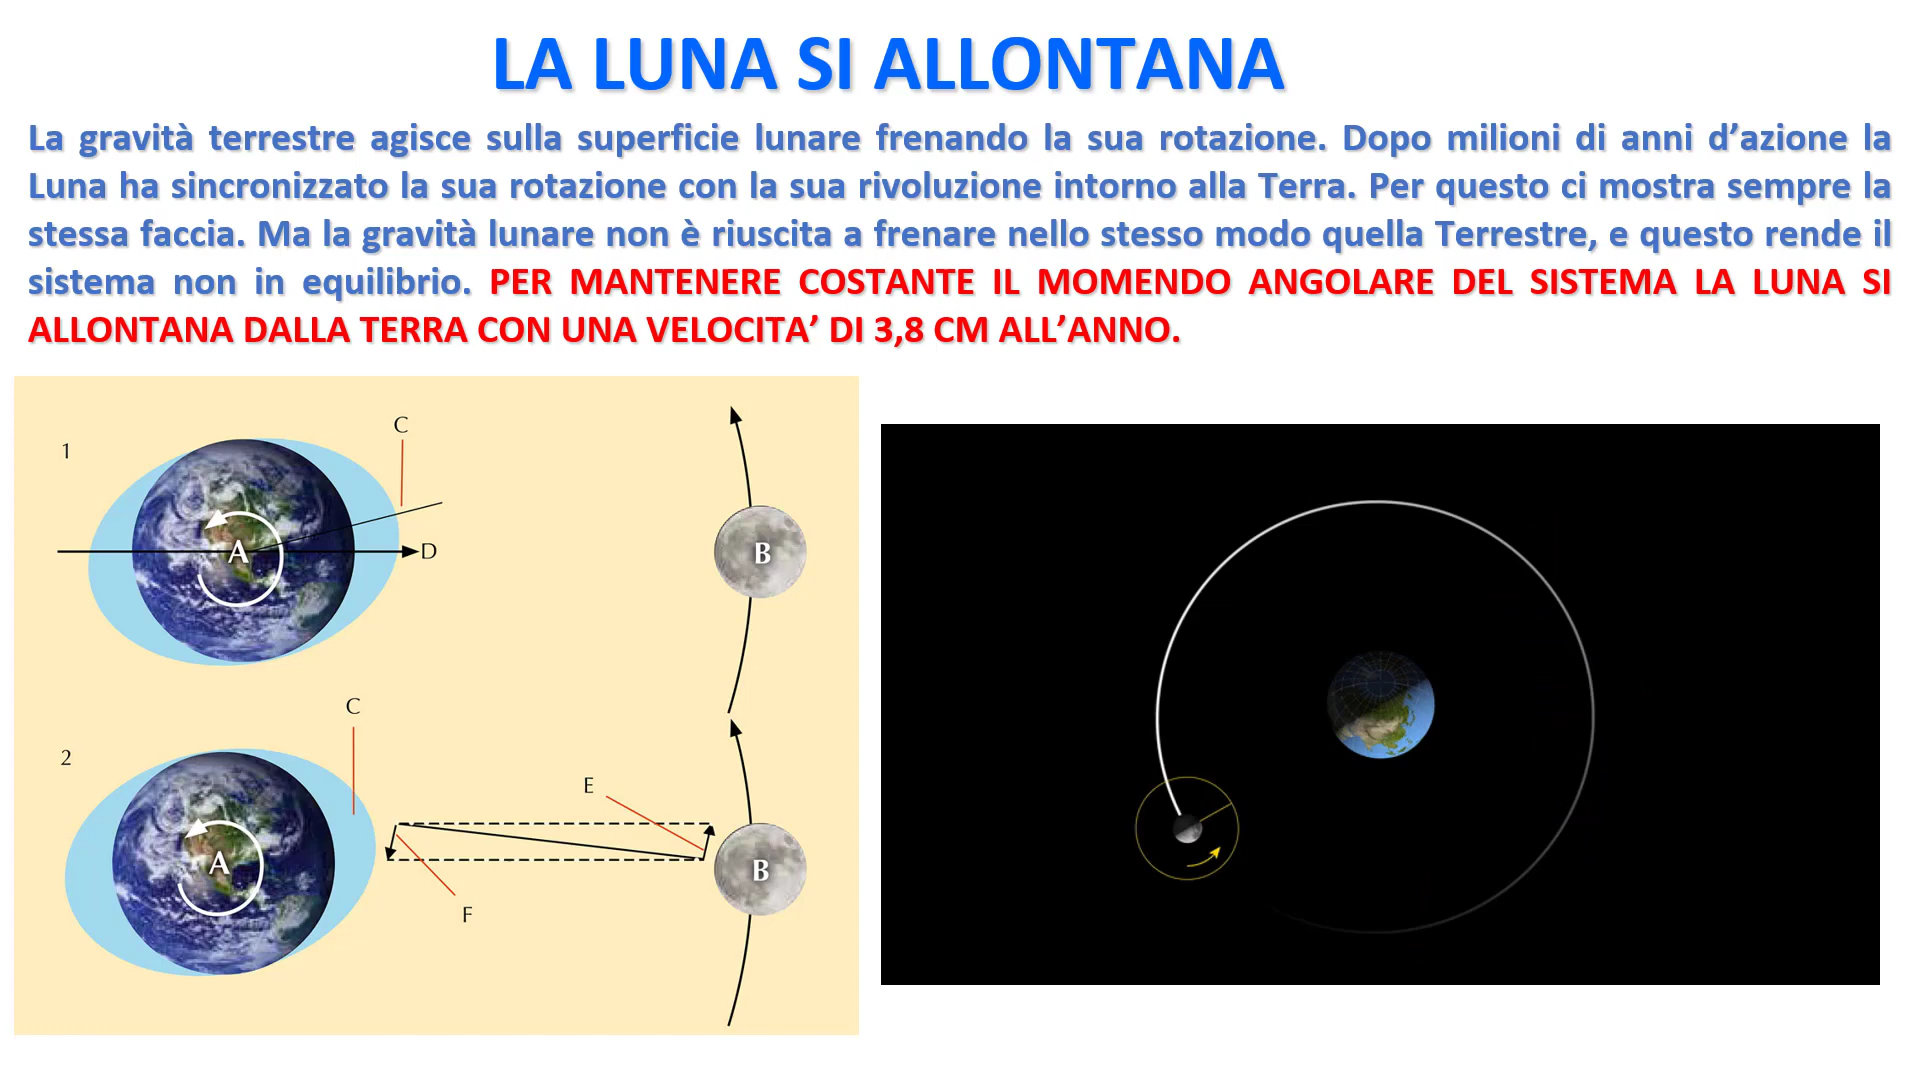 LA LUNA SI ALLONTANA
La gravità terrestre agisce sulla superficie lunare frenando la sua rotazione. Dopo milioni di anni d’azione la
Luna ha sincronizzato la sua rotazione con la sua rivoluzione intorno alla Terra. Per questo ci mostra sempre la
stessa faccia. Ma la gravità lunare non è riuscita a frenare nello stesso modo quella Terrestre, e questo rende il
sistema non in equilibrio. PER MANTENERE COSTANTE IL MOMENDO ANGOLARE DEL SISTEMA LA LUNA SI
ALLONTANA DALLA TERRA CON UNA VELOCITA’ DI 3,8 CM ALL’ANNO.
1
C
A
D
B
2
C
E
A
B
F